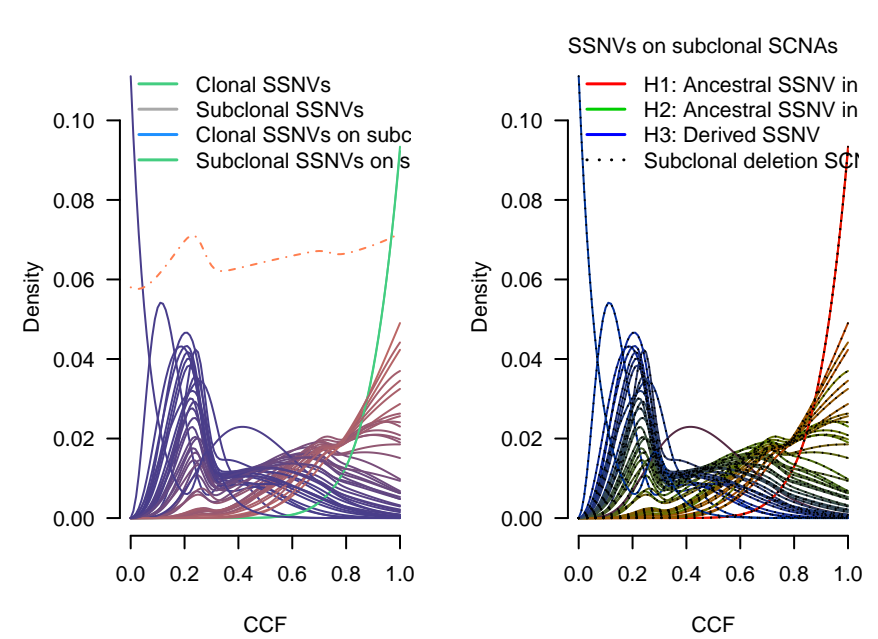 Clonal SSNVs
Subclonal SSNVs
Clonal SSNVs on subc
Subclonal SSNVs on s
Density
0.10
0.08
0.06
0.04
0.02
0.00
0.0 0.2 0.4 0.6 0.8 1.0
CCF
SSNVs on subclonal SCNAs
H1: Ancestral SSNV in
H2: Ancestral SSNV in
H3: Derived SSNV
Subclonal deletion SCN
Density
0.10
0.08
0.06
0.04
0.02
0.00
0.0 0.2 0.4 0.6 0.8 1.0
CCF